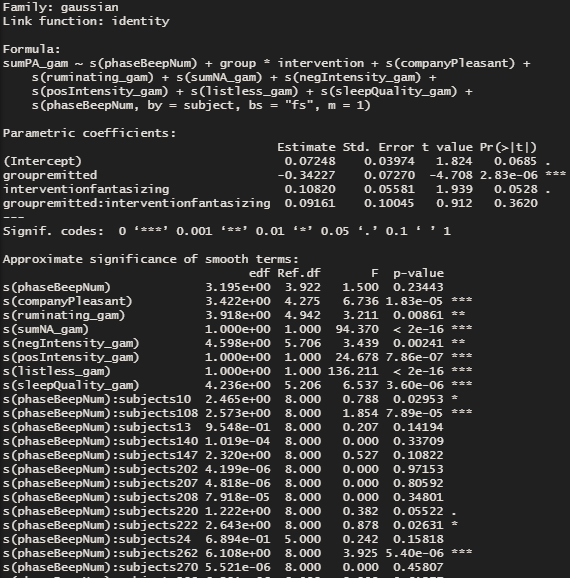 Family: gaussian
Link function: identity
Formula:
sumPA_gam ~ s(phaseBeepNum) + group * intervention + s(companyPleasant) +
s(ruminating_gam) + s(sumNA_gam) + s(negIntensity_gam) +
s(posIntensity_gam) + s(listless_gam) + s(sleepQuality_gam) +
s(phaseBeepNum, by = subject, bs = "fs", m = 1)
Parametric coefficients:
Estimate Std. Error t value Pr(>|t|)
(Intercept) 0.07248 0.03974 1.824 0.0685 .
groupremitted -0.34227 0.07270 -4.708 2.83e-06 ***
interventionfantasizing 0.10820 0.05581 1.939 0.0528 .
groupremitted:interventionfantasizing 0.09161 0.10045 0.912 0.3620
---
Signif. codes: 0 ‘***’ 0.001 ‘**’ 0.01 ‘*’ 0.05 ‘.’ 0.1 ‘ ’ 1
Approximate significance of smooth terms:
edf Ref.df F p-value
s(phaseBeepNum) 3.195e+00 3.922 1.500 0.23443
s(companyPleasant) 3.422e+00 4.275 6.736 1.83e-05 ***
s(ruminating_gam) 3.918e+00 4.942 3.211 0.00861 **
s(sumNA_gam) 1.000e+00 1.000 94.370 < 2e-16 ***
s(negIntensity_gam) 4.598e+00 5.706 3.439 0.00241 **
s(posIntensity_gam) 1.000e+00 1.000 24.678 7.86e-07 ***
s(listless_gam) 1.000e+00 1.000 136.211 < 2e-16 ***
s(sleepQuality_gam) 4.236e+00 5.206 6.537 3.60e-06 ***
s(phaseBeepNum):subjects10 2.465e+00 8.000 0.788 0.02953 *
s(phaseBeepNum):subjects108 2.573e+00 8.000 1.854 7.89e-05 ***
s(phaseBeepNum):subjects13 9.548e-01 8.000 0.207 0.14194
s(phaseBeepNum):subjects140 1.019e-04 8.000 0.000 0.33709
s(phaseBeepNum):subjects147 2.320e+00 8.000 0.527 0.10822
s(phaseBeepNum):subjects202 4.199e-06 8.000 0.000 0.97153
s(phaseBeepNum):subjects207 4.818e-06 8.000 0.000 0.80592
s(phaseBeepNum):subjects208 7.918e-05 8.000 0.000 0.34801
s(phaseBeepNum):subjects220 1.222e+00 8.000 0.382 0.05522 .
s(phaseBeepNum):subjects222 2.643e+00 8.000 0.878 0.02631 *
s(phaseBeepNum):subjects24 6.894e-01 5.000 0.242 0.15818
s(phaseBeepNum):subjects262 6.108e+00 8.000 3.925 5.40e-06 ***
s(phaseBeepNum):subjects270 5.521e-06 8.000 0.000 0.45807